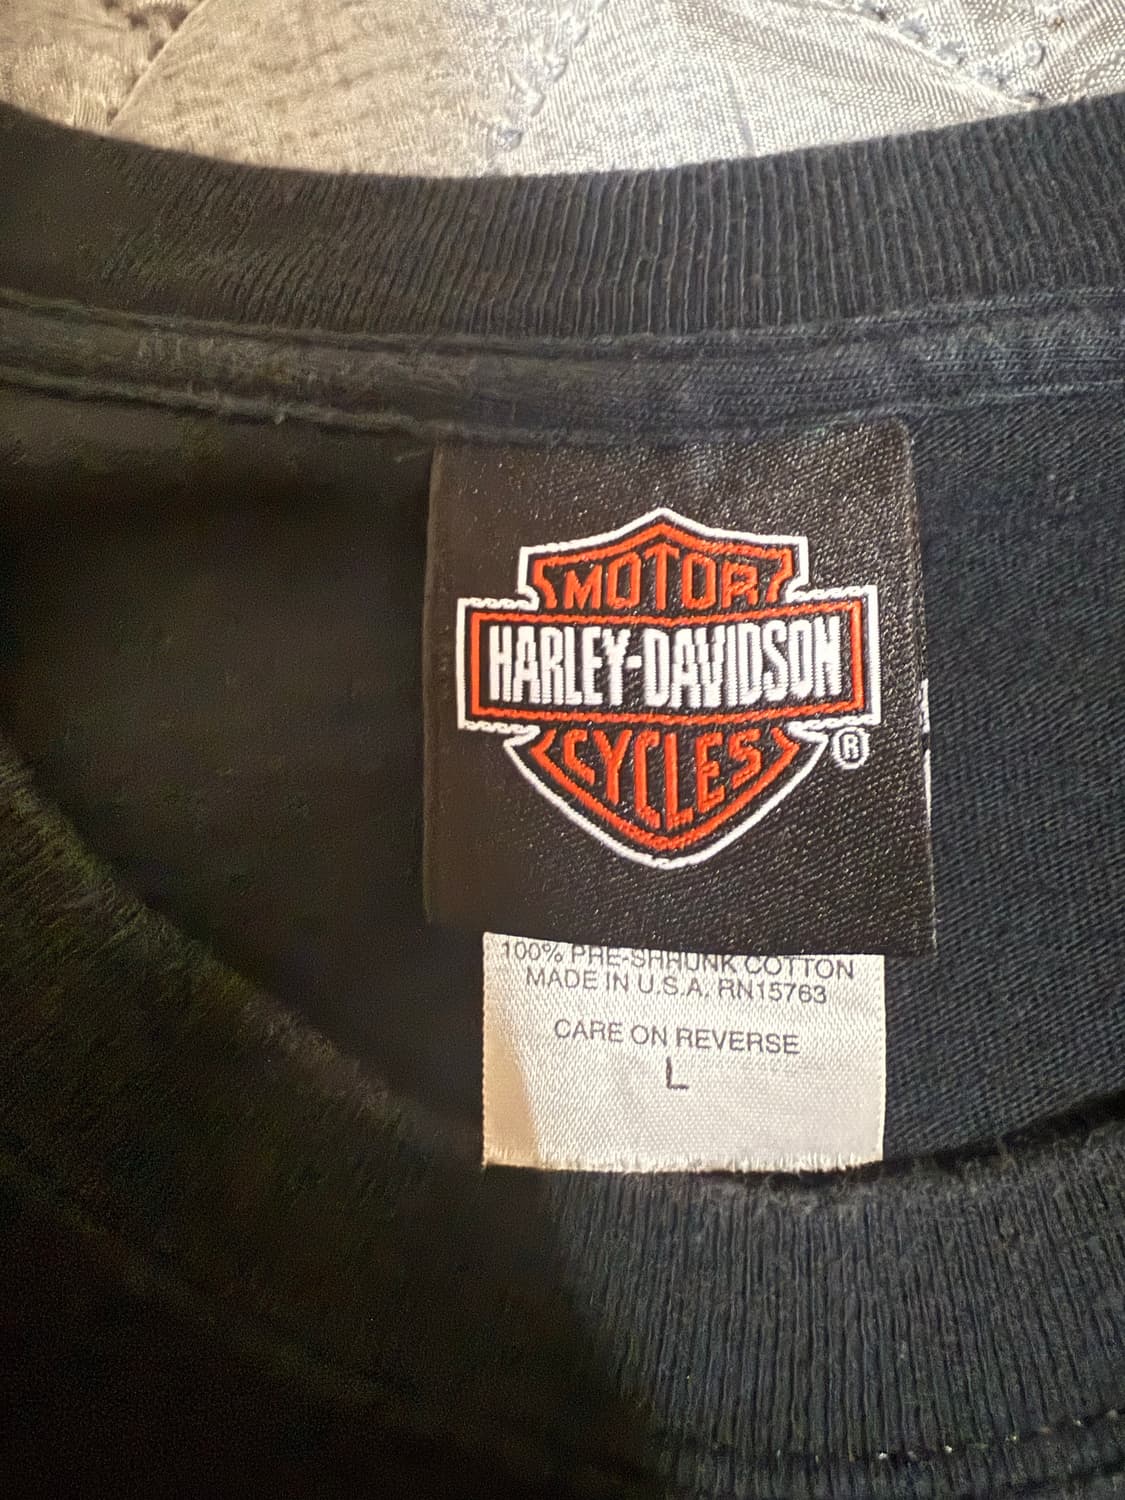 MOTOR
HARLEY-DAVIDSON
CYCLES
®
100% PRE-SHRUNK COTTON
MADE IN U.S.A. RN15763
CARE ON REVERSE
L